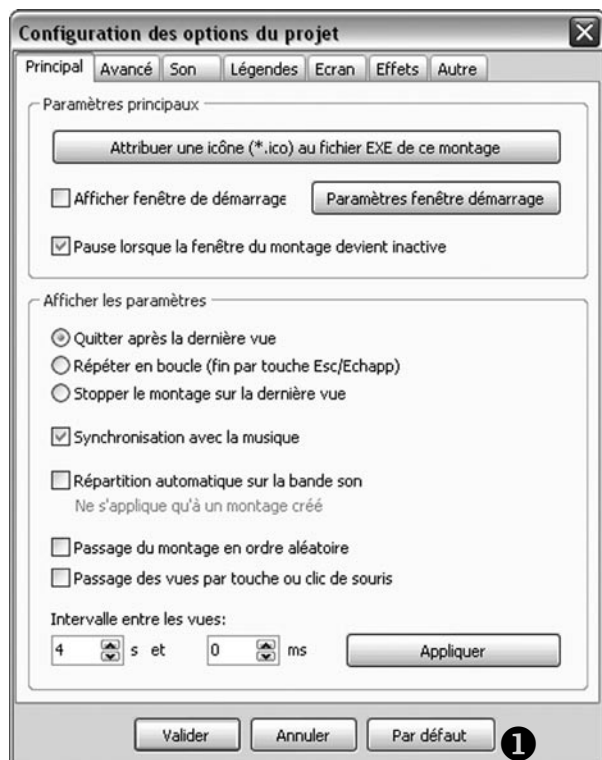 Configuration des options du projet
Principal Avancé Son Légendes Ecran Effets Autre
Paramètres principaux
Attribuer une icône (*.ico) au fichier EXE de ce montage
Afficher fenêtre de démarrage Paramètres fenêtre démarrage
Pause lorsque la fenêtre du montage devient inactive
Afficher les paramètres
Quitter après la dernière vue
Répéter en boucle (fin par touche Esc/Echapp)
Stopper le montage sur la dernière vue
Synchronisation avec la musique
Répartition automatique sur la bande son
Ne s'applique qu'à un montage créé
Passage du montage en ordre aléatoire
Passage des vues par touche ou clic de souris
Intervalle entre les vues:
4 s et 0 ms Appliquer
Valider Annuler Par défaut ❶